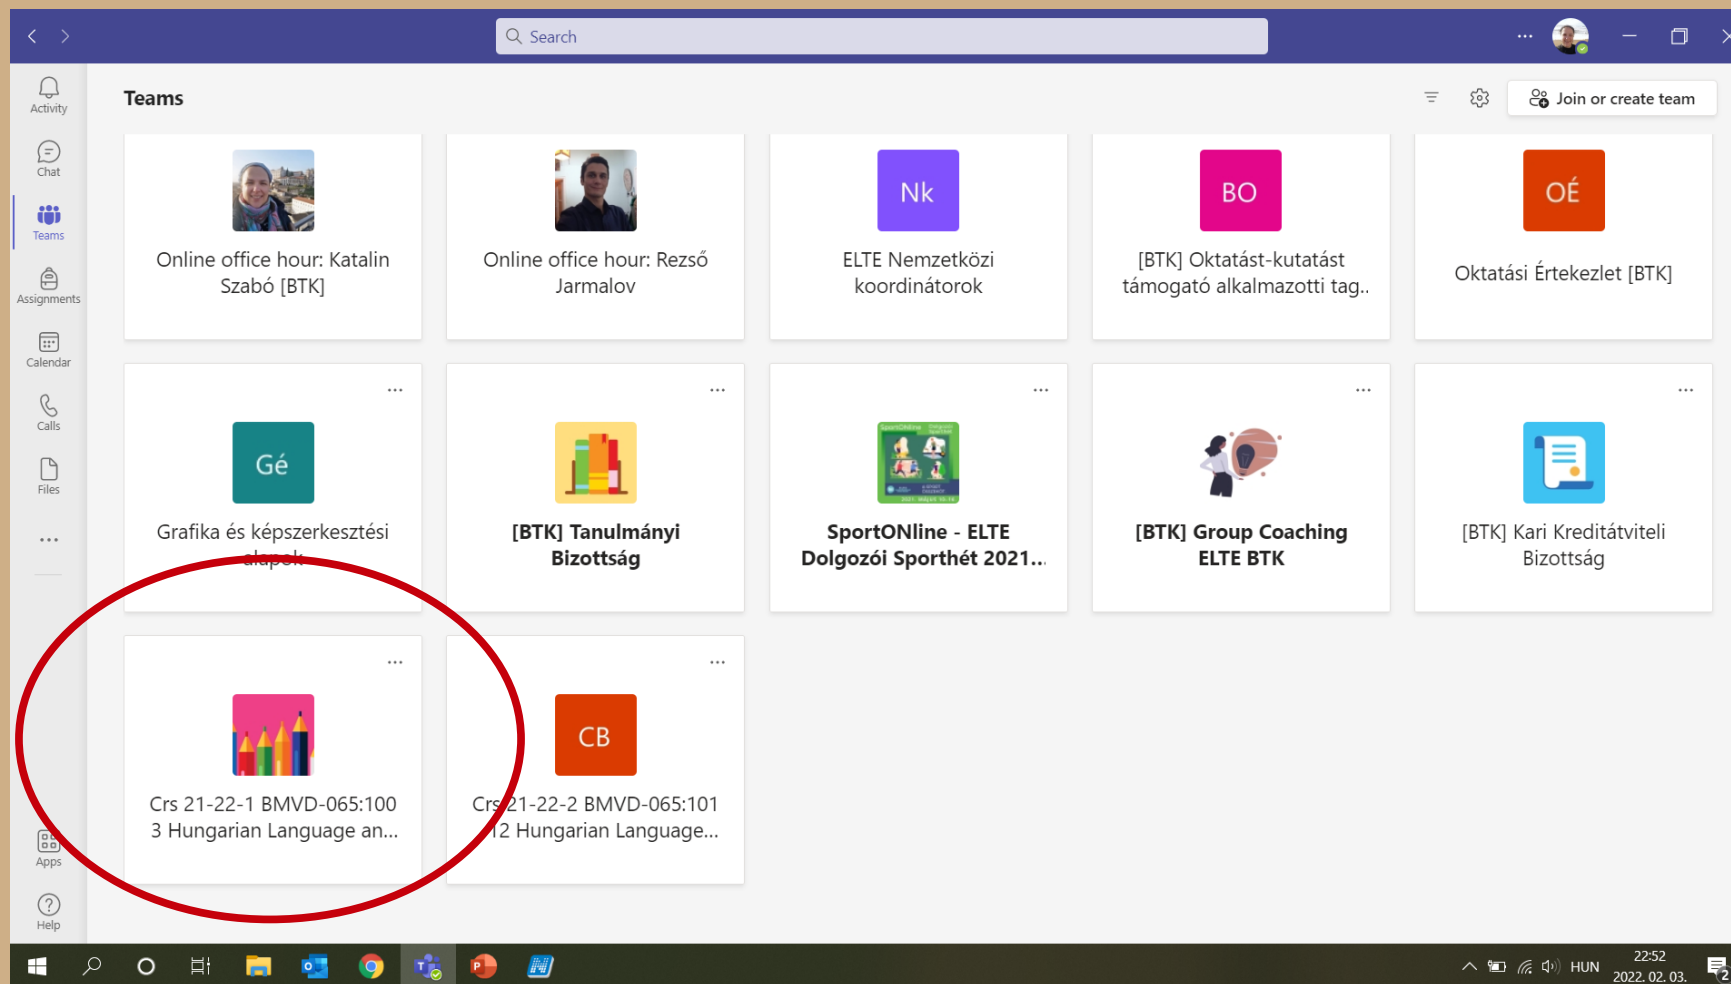 Search
Activity
Chat
Teams
Assignments
Calendar
Calls
Files
Apps
Help
Teams
Join or create team
Online office hour: Katalin
Szabó [BTK]
Online office hour: Rezső
Jarmalov
Nk
ELTE Nemzetközi
koordinátorok
BO
[BTK] Oktatást-kutatást
támogató alkalmazotti tag..
OÉ
Oktatási Értekezlet [BTK]
Gé
Grafika és képszerkesztési
alapok
[BTK] Tanulmányi
Bizottság
SportONline - ELTE
Dolgozói Sporthét 2021...
[BTK] Group Coaching
ELTE BTK
[BTK] Kari Kreditátviteli
Bizottság
Crs 21-22-1 BMVD-065:100
3 Hungarian Language an...
CB
Crs 21-22-2 BMVD-065:101
12 Hungarian Language...
HUN
22:52
2022. 02. 03.
2